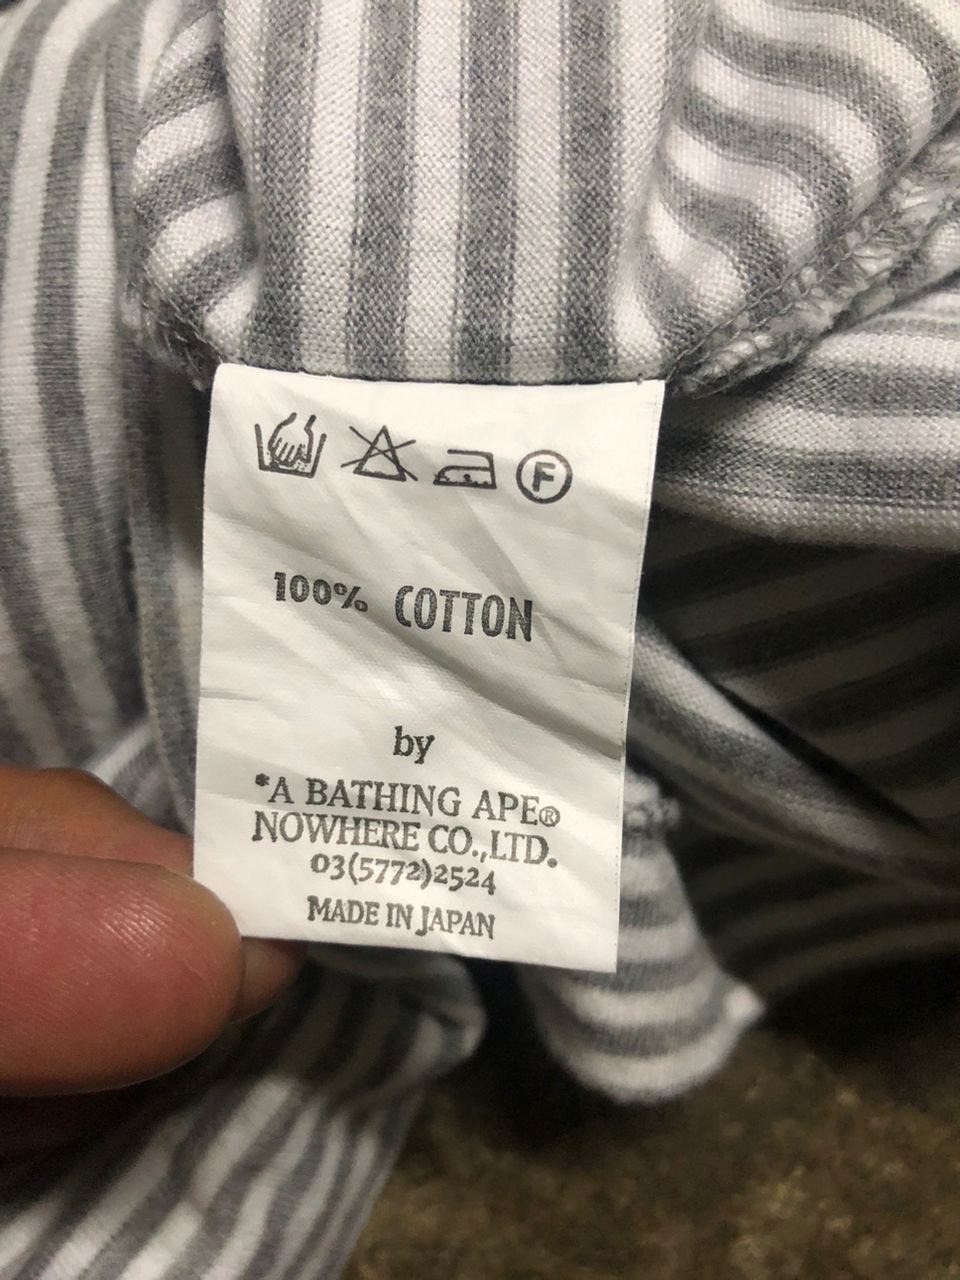 F
100% COTTON
by
*A BATHING APE®
NOWHERE CO.,LTD.
03(5772)2524
MADE IN JAPAN